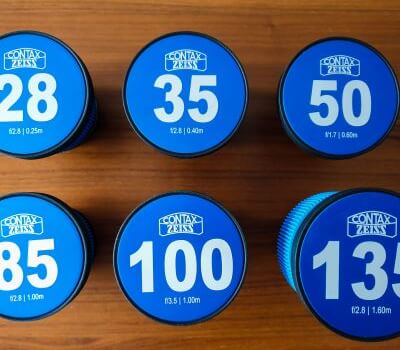 CONTAX
ZEISS
28
f/2.8 | 0.25m
CONTAX
ZEISS
35
f/2.8 | 0.40m
CONTAX
ZEISS
50
f/1.7 | 0.60m
CONTAX
ZEISS
85
f/2.8 | 1.00m
CONTAX
ZEISS
100
f/3.5 | 1.00m
CONTAX
ZEISS
135
f/2.8 | 1.60m